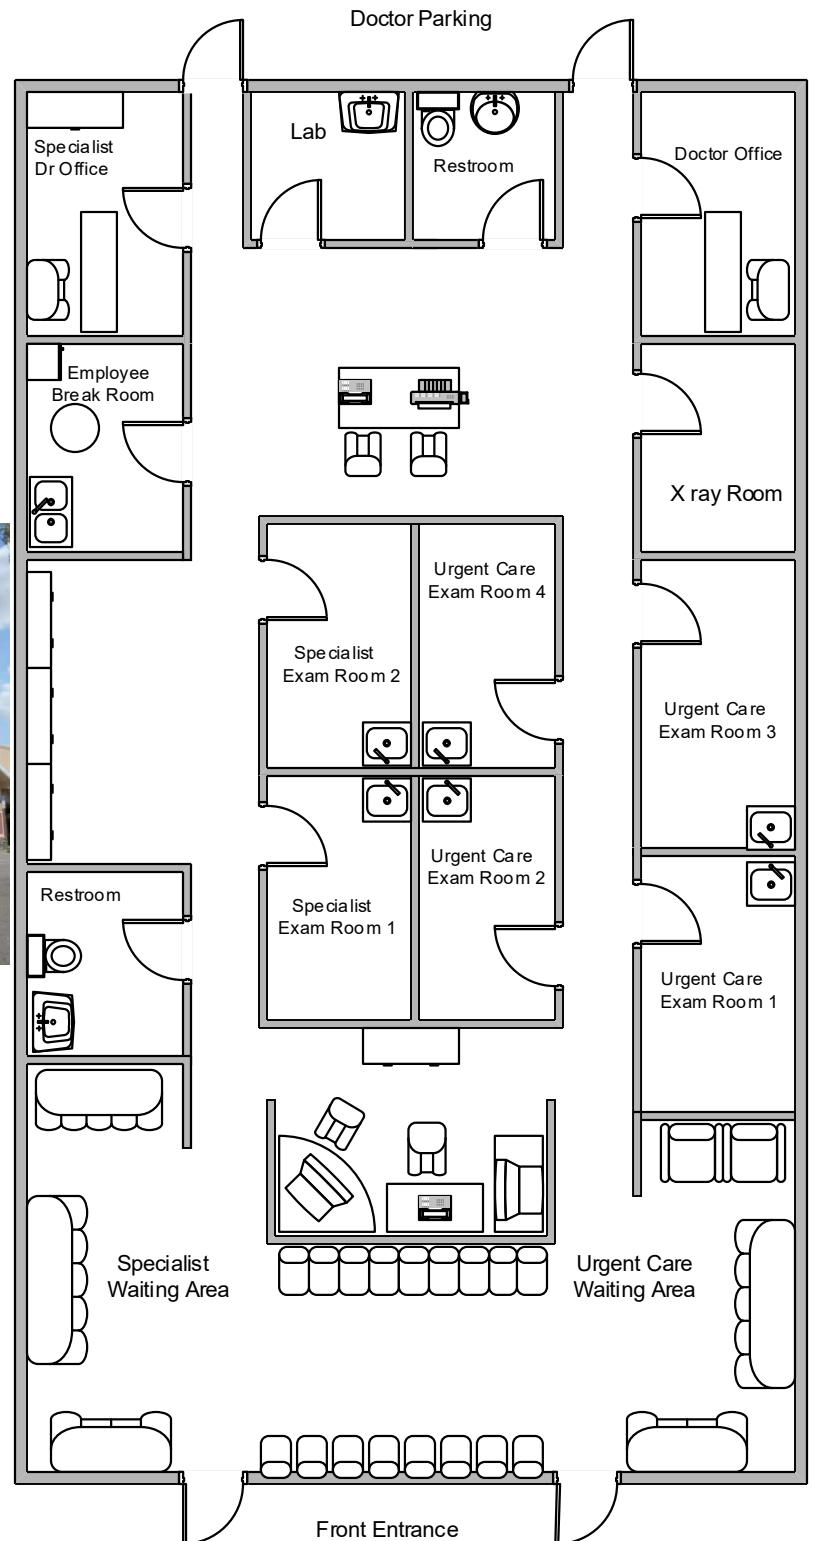 Doctor Parking
Specialist
Dr Office
Lab
Restroom
Doctor Office
Employee
Break Room
X ray Room
Urgent Care
Exam Room 4
Specialist
Exam Room 2
Urgent Care
Exam Room 3
Urgent Care
Exam Room 2
Restroom
Specialist
Exam Room 1
Urgent Care
Exam Room 1
Specialist
Waiting Area
Urgent Care
Waiting Area
Front Entrance